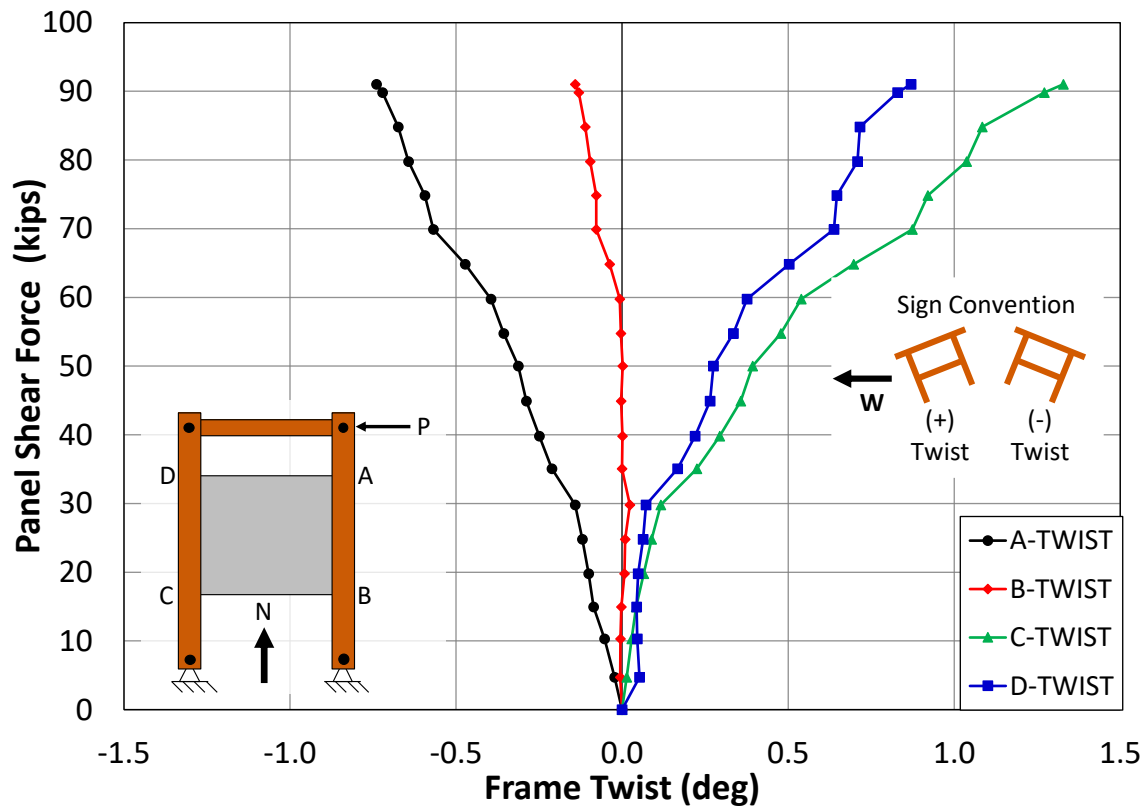 100
90
80
70
60
50
40
30
20
10
0
Panel Shear Force (kips)
-1.5
-1.0
-0.5
0.0
0.5
1.0
1.5
Frame Twist (deg)
P
D
A
C
B
N
Sign Convention
W
(+)
Twist
(-)
Twist
A-TWIST
B-TWIST
C-TWIST
D-TWIST